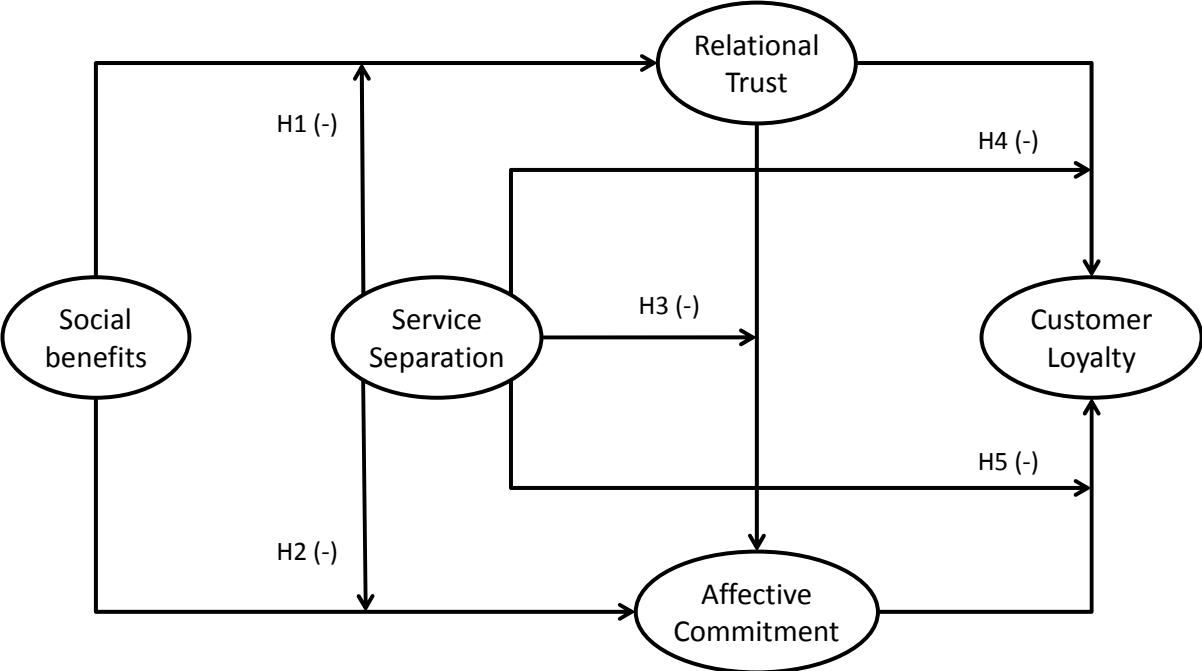 Relational
Trust
H1 (-)
H4 (-)
Social
benefits
Service
Separation
H3 (-)
Customer
Loyalty
H5 (-)
H2 (-)
Affective
Commitment